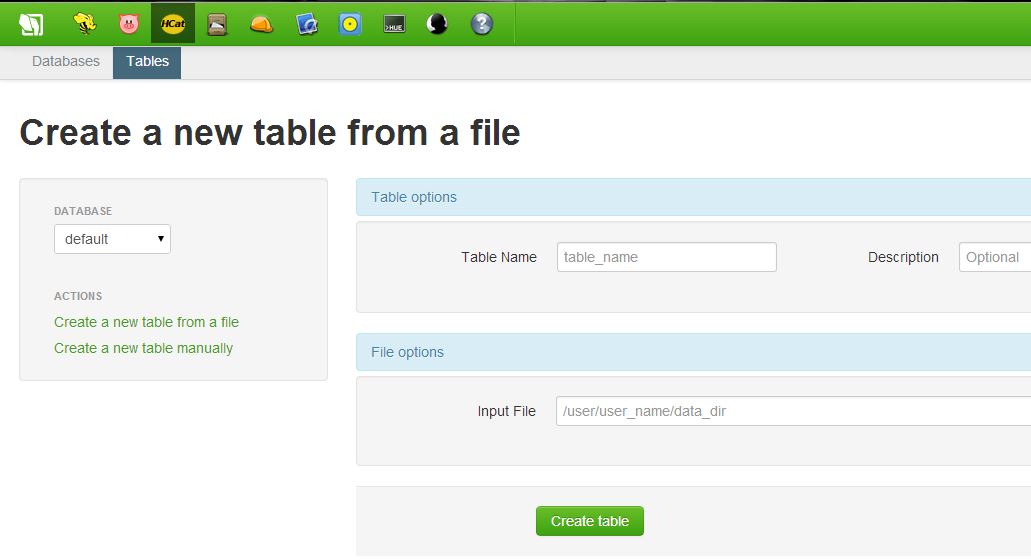 HCat
>HUE
?
Databases Tables
Create a new table from a file
DATABASE
default
ACTIONS
Create a new table from a file
Create a new table manually
Table options
Table Name table_name Description Optional
File options
Input File /user/user_name/data_dir
Create table